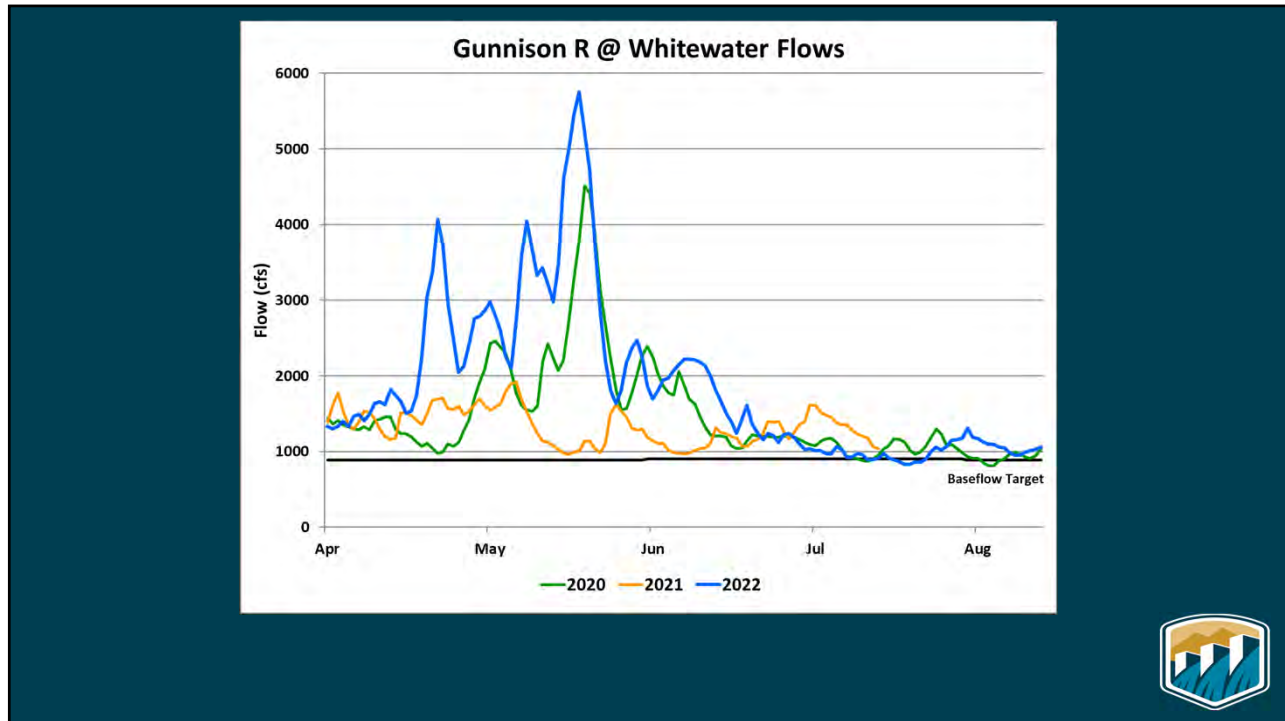 Gunnison R @ Whitewater Flows
6000
5000
4000
3000
2000
1000
0
Flow (cfs)
Baseflow Target
Apr May Jun Jul Aug
2020 2021 2022